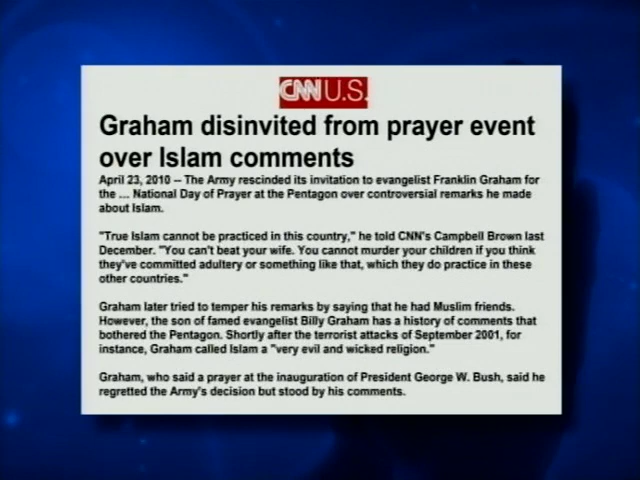 CNN U.S.
Graham disinvited from prayer event
over Islam comments
April 23, 2010 -- The Army rescinded its invitation to evangelist Franklin Graham for
the ... National Day of Prayer at the Pentagon over controversial remarks he made
about Islam.
"True Islam cannot be practiced in this country," he told CNN's Campbell Brown last
December. "You can't beat your wife. You cannot murder your children if you think
they've committed adultery or something like that, which they do practice in these
other countries."
Graham later tried to temper his remarks by saying that he had Muslim friends.
However, the son of famed evangelist Billy Graham has a history of comments that
bothered the Pentagon. Shortly after the terrorist attacks of September 2001, for
instance, Graham called Islam a "very evil and wicked religion."
Graham, who said a prayer at the inauguration of President George W. Bush, said he
regretted the Army's decision but stood by his comments.